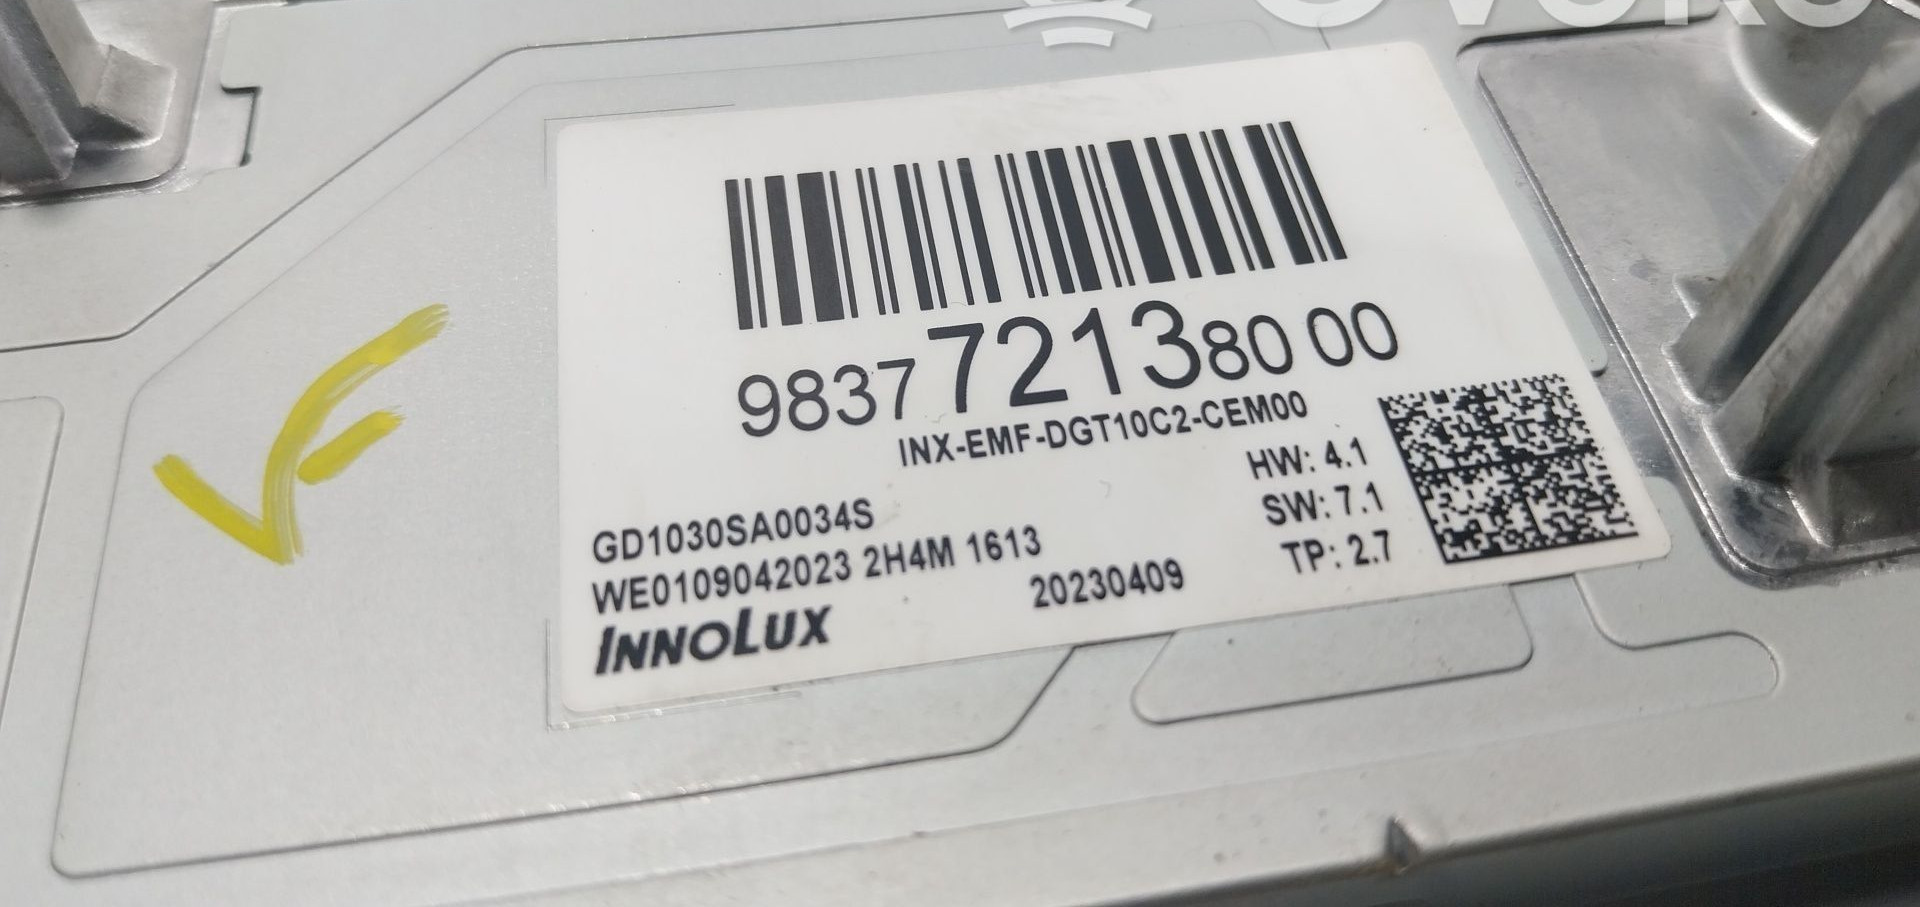 9837721380 00
INX-EMF-DGT10C2-CEM00
HW: 4.1
SW: 7.1
TP: 2.7
GD1030SA0034S
WE0109042023 2H4M 1613
20230409
INNOLUX